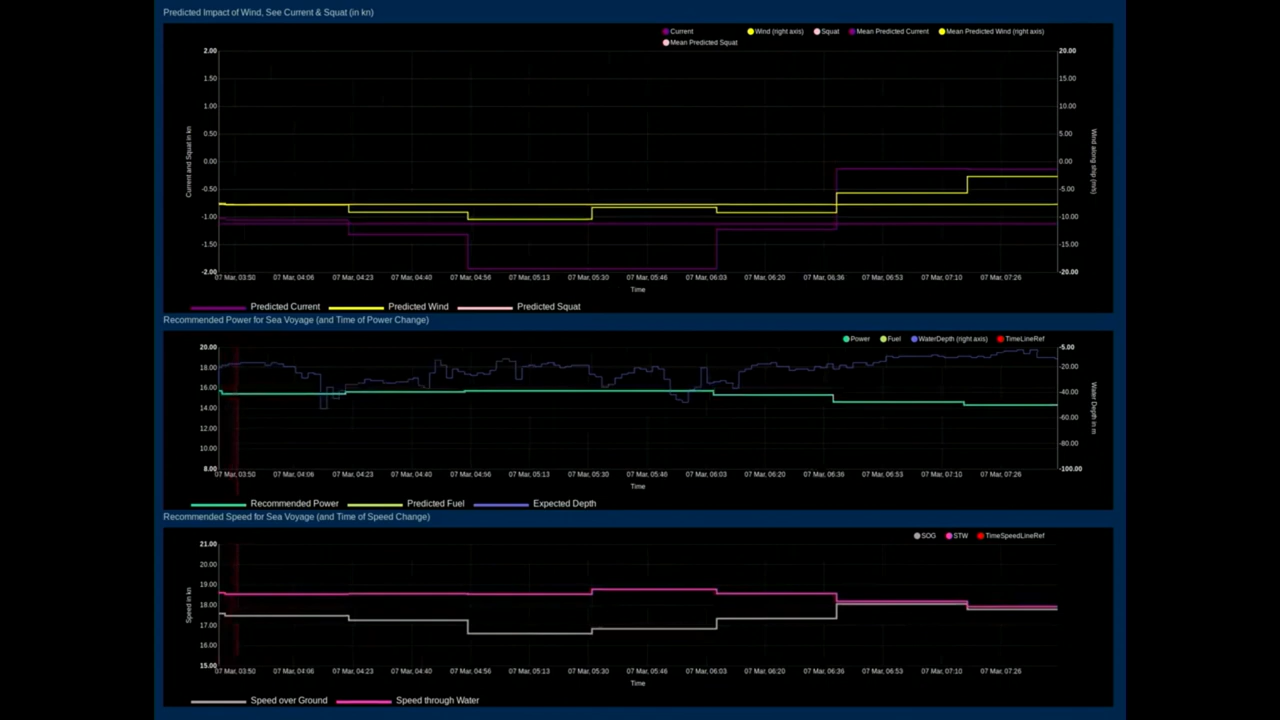 Predicted Impact of Wind, See Current & Squat (in kn)
Current Wind (right axis) Squat Mean Predicted Current Mean Predicted Wind (right axis)
Mean Predicted Squat
2.00 20.00
1.50 15.00
1.00 10.00
0.50 5.00
0.00 0.00
-0.50 -5.00
-1.00 -10.00
-1.50 -15.00
-2.00 -20.00
Current and Squat in kn
Wind along ship (m/s)
07 Mar, 03:50 07 Mar, 04:06 07 Mar, 04:23 07 Mar, 04:40 07 Mar, 04:56 07 Mar, 05:13 07 Mar, 05:30 07 Mar, 05:46 07 Mar, 06:03 07 Mar, 06:20 07 Mar, 06:36 07 Mar, 06:53 07 Mar, 07:10 07 Mar, 07:26
Time
Predicted Current Predicted Wind Predicted Squat
Recommended Power for Sea Voyage (and Time of Power Change)
Power Fuel WaterDepth (right axis) TimeLineRef
20.00 -5.00
18.00 -20.00
16.00 -40.00
14.00 -60.00
12.00 -80.00
10.00
8.00 -100.00
Water Depth in m
07 Mar, 03:50 07 Mar, 04:06 07 Mar, 04:23 07 Mar, 04:40 07 Mar, 04:56 07 Mar, 05:13 07 Mar, 05:30 07 Mar, 05:46 07 Mar, 06:03 07 Mar, 06:20 07 Mar, 06:36 07 Mar, 06:53 07 Mar, 07:10 07 Mar, 07:26
Time
Recommended Power Predicted Fuel Expected Depth
Recommended Speed for Sea Voyage (and Time of Speed Change)
SOG STW TimeSpeedLineRef
21.00
20.00
19.00
18.00
17.00
16.00
15.00
Speed in kn
07 Mar, 03:50 07 Mar, 04:06 07 Mar, 04:23 07 Mar, 04:40 07 Mar, 04:56 07 Mar, 05:13 07 Mar, 05:30 07 Mar, 05:46 07 Mar, 06:03 07 Mar, 06:20 07 Mar, 06:36 07 Mar, 06:53 07 Mar, 07:10 07 Mar, 07:26
Time
Speed over Ground Speed through Water